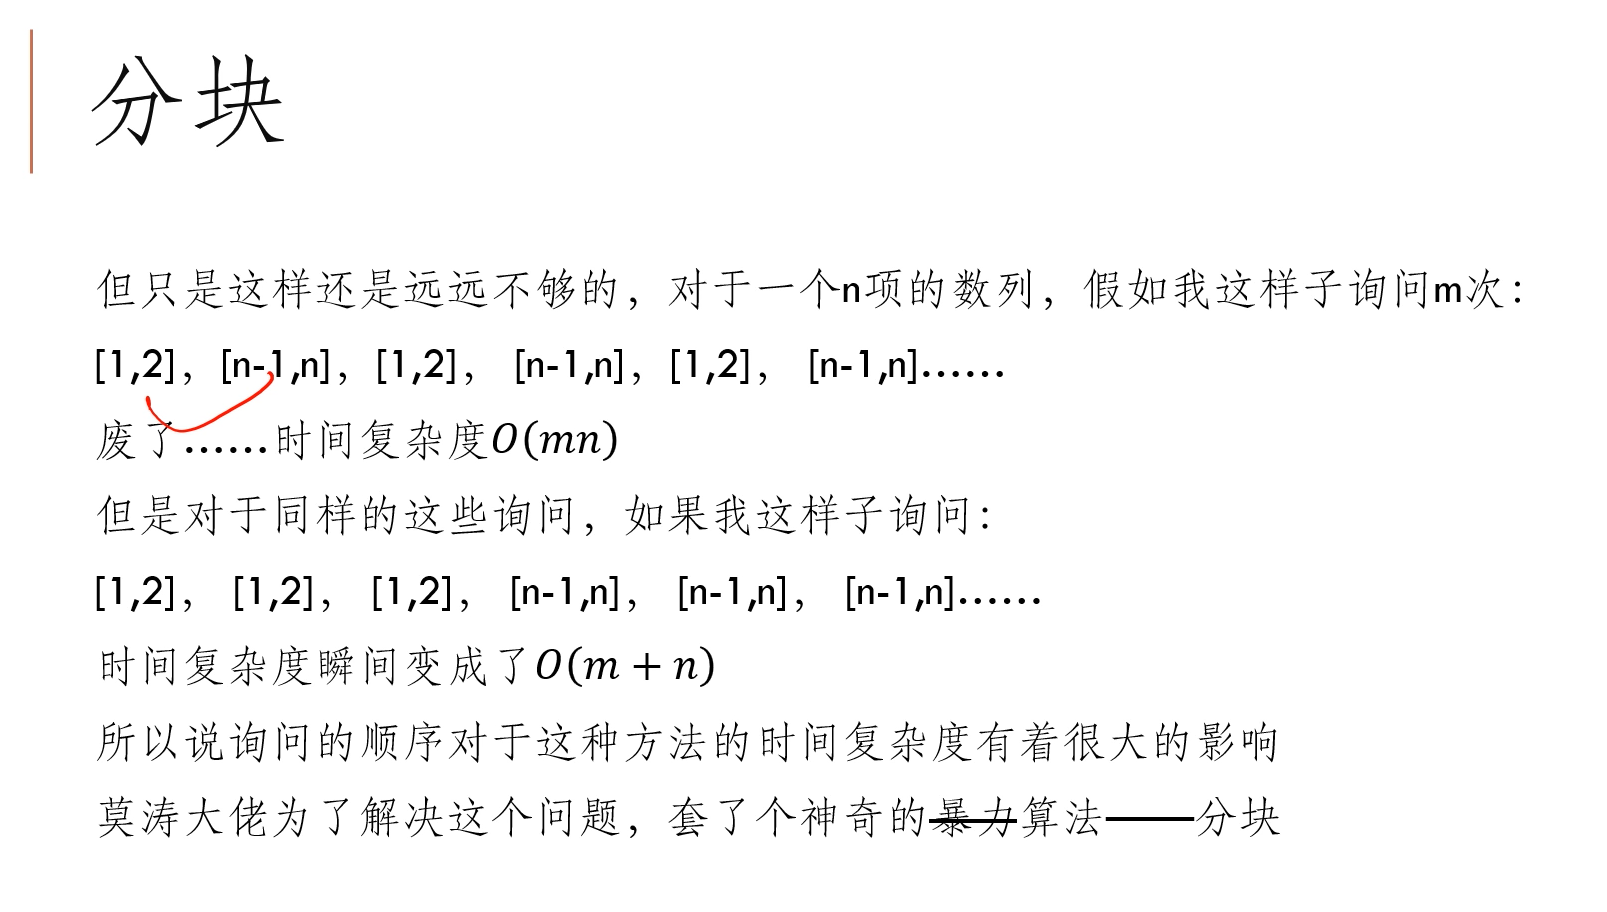 分块
但只是这样还是远远不够的，对于一个n项的数列，假如我这样子询问m次：
[1,2]，[n-1,n]，[1,2]， [n-1,n]，[1,2]， [n-1,n]……
废了……时间复杂度O(mn)
但是对于同样的这些询问，如果我这样子询问：
[1,2]， [1,2]， [1,2]， [n-1,n]， [n-1,n]， [n-1,n]……
时间复杂度瞬间变成了O(m + n)
所以说询问的顺序对于这种方法的时间复杂度有着很大的影响
莫涛大佬为了解决这个问题，套了个神奇的暴力算法——分块